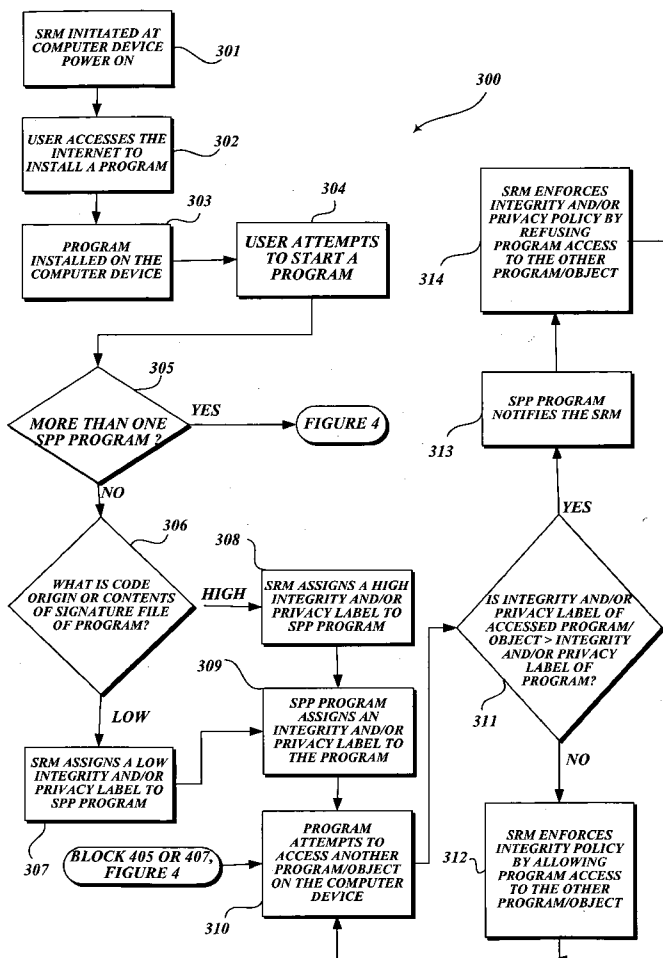 SRM INITIATED AT
COMPUTER DEVICE
POWER ON
301
300
USER ACCESSES THE
INTERNET TO
INSTALL A PROGRAM
302
303
PROGRAM
INSTALLED ON THE
COMPUTER DEVICE
304
USER ATTEMPTS
TO START A
PROGRAM
305
MORE THAN ONE
SPP PROGRAM ?
YES
FIGURE 4
NO
306
WHAT IS CODE
ORIGIN OR CONTENTS
OF SIGNATURE FILE
OF PROGRAM?
HIGH
308
SRM ASSIGNS A HIGH
INTEGRITY AND/OR
PRIVACY LABEL TO
SPP PROGRAM
LOW
SRM ASSIGNS A LOW
INTEGRITY AND/OR
PRIVACY LABEL TO
SPP PROGRAM
307
309
SPP PROGRAM
ASSIGNS AN
INTEGRITY AND/OR
PRIVACY LABEL TO
THE PROGRAM
BLOCK 405 OR 407,
FIGURE 4
PROGRAM
ATTEMPTS TO
ACCESS ANOTHER
PROGRAM/OBJECT
ON THE COMPUTER
DEVICE
310
IS INTEGRITY AND/OR
PRIVACY LABEL OF
ACCESSED PROGRAM/
OBJECT > INTEGRITY
AND/OR PRIVACY
LABEL OF
PROGRAM?
311
YES
SPP PROGRAM
NOTIFIES THE SRM
313
SRM ENFORCES
INTEGRITY AND/OR
PRIVACY POLICY BY
REFUSING
PROGRAM ACCESS
TO THE OTHER
PROGRAM/OBJECT
314
NO
312
SRM ENFORCES
INTEGRITY POLICY
BY ALLOWING
PROGRAM ACCESS
TO THE OTHER
PROGRAM/OBJECT